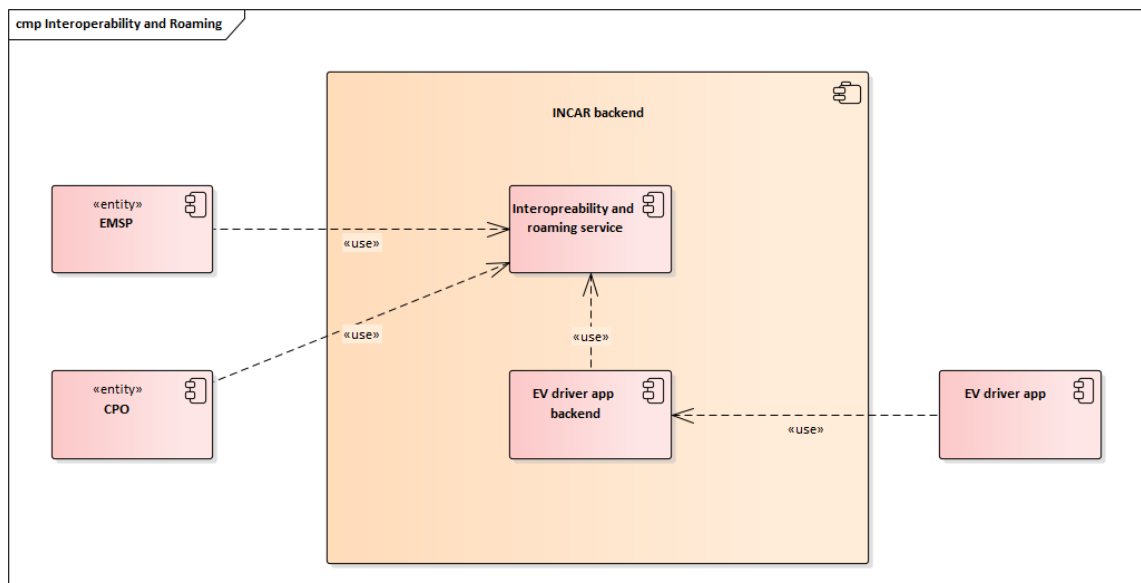 cmp Interoperability and Roaming
INCAR backend
«entity»
EMSP
Interopreability and
roaming service
«use»
«use»
«use»
«entity»
CPO
EV driver app
backend
EV driver app
«use»